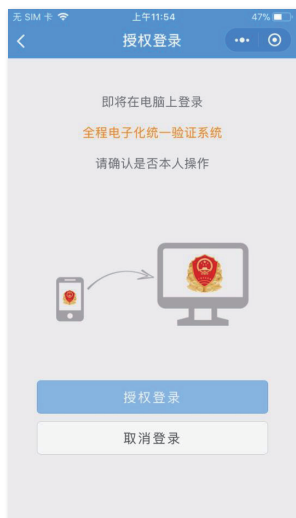 无 SIM 卡 上午11:54 47%
授权登录
即将在电脑上登录
全程电子化统一验证系统
请确认是否本人操作
授权登录
取消登录